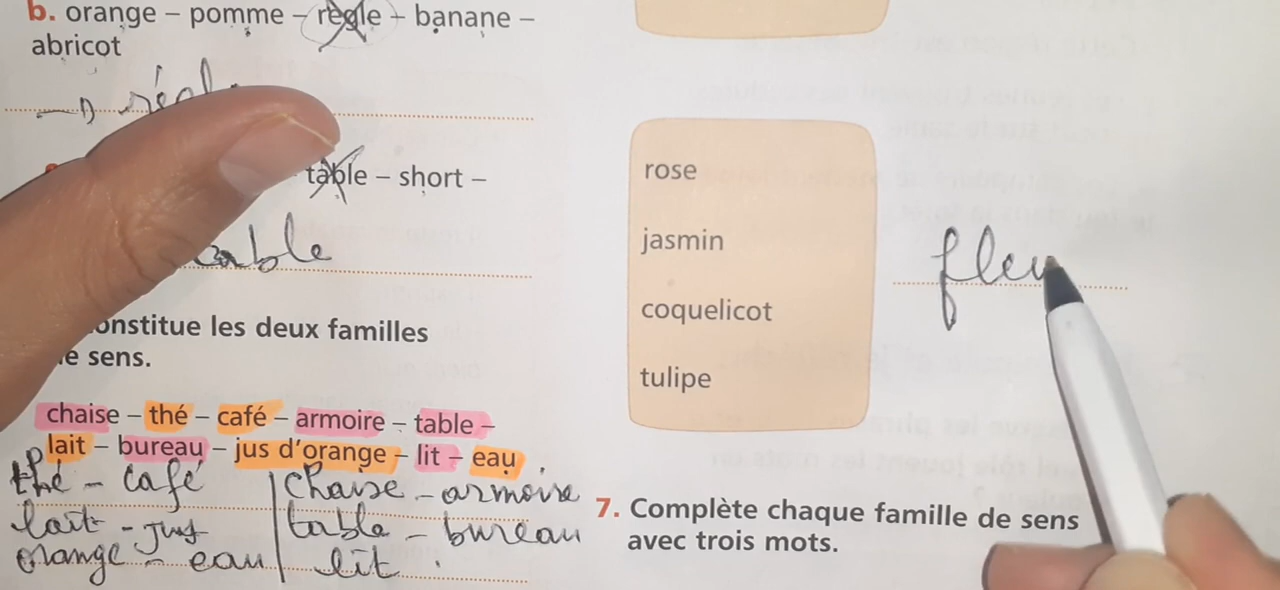 b. orange – pomme – règle – banane –
abricot
table – short –
able
onstitue les deux familles
e sens.
chaise – thé – café – armoire – table –
lait – bureau – jus d'orange – lit – eau
thé - café
lait - jus
orange - eau
chaise - armoire
table - bureau
lit .
rose
jasmin
coquelicot
tulipe
fleu
7. Complète chaque famille de sens
avec trois mots.